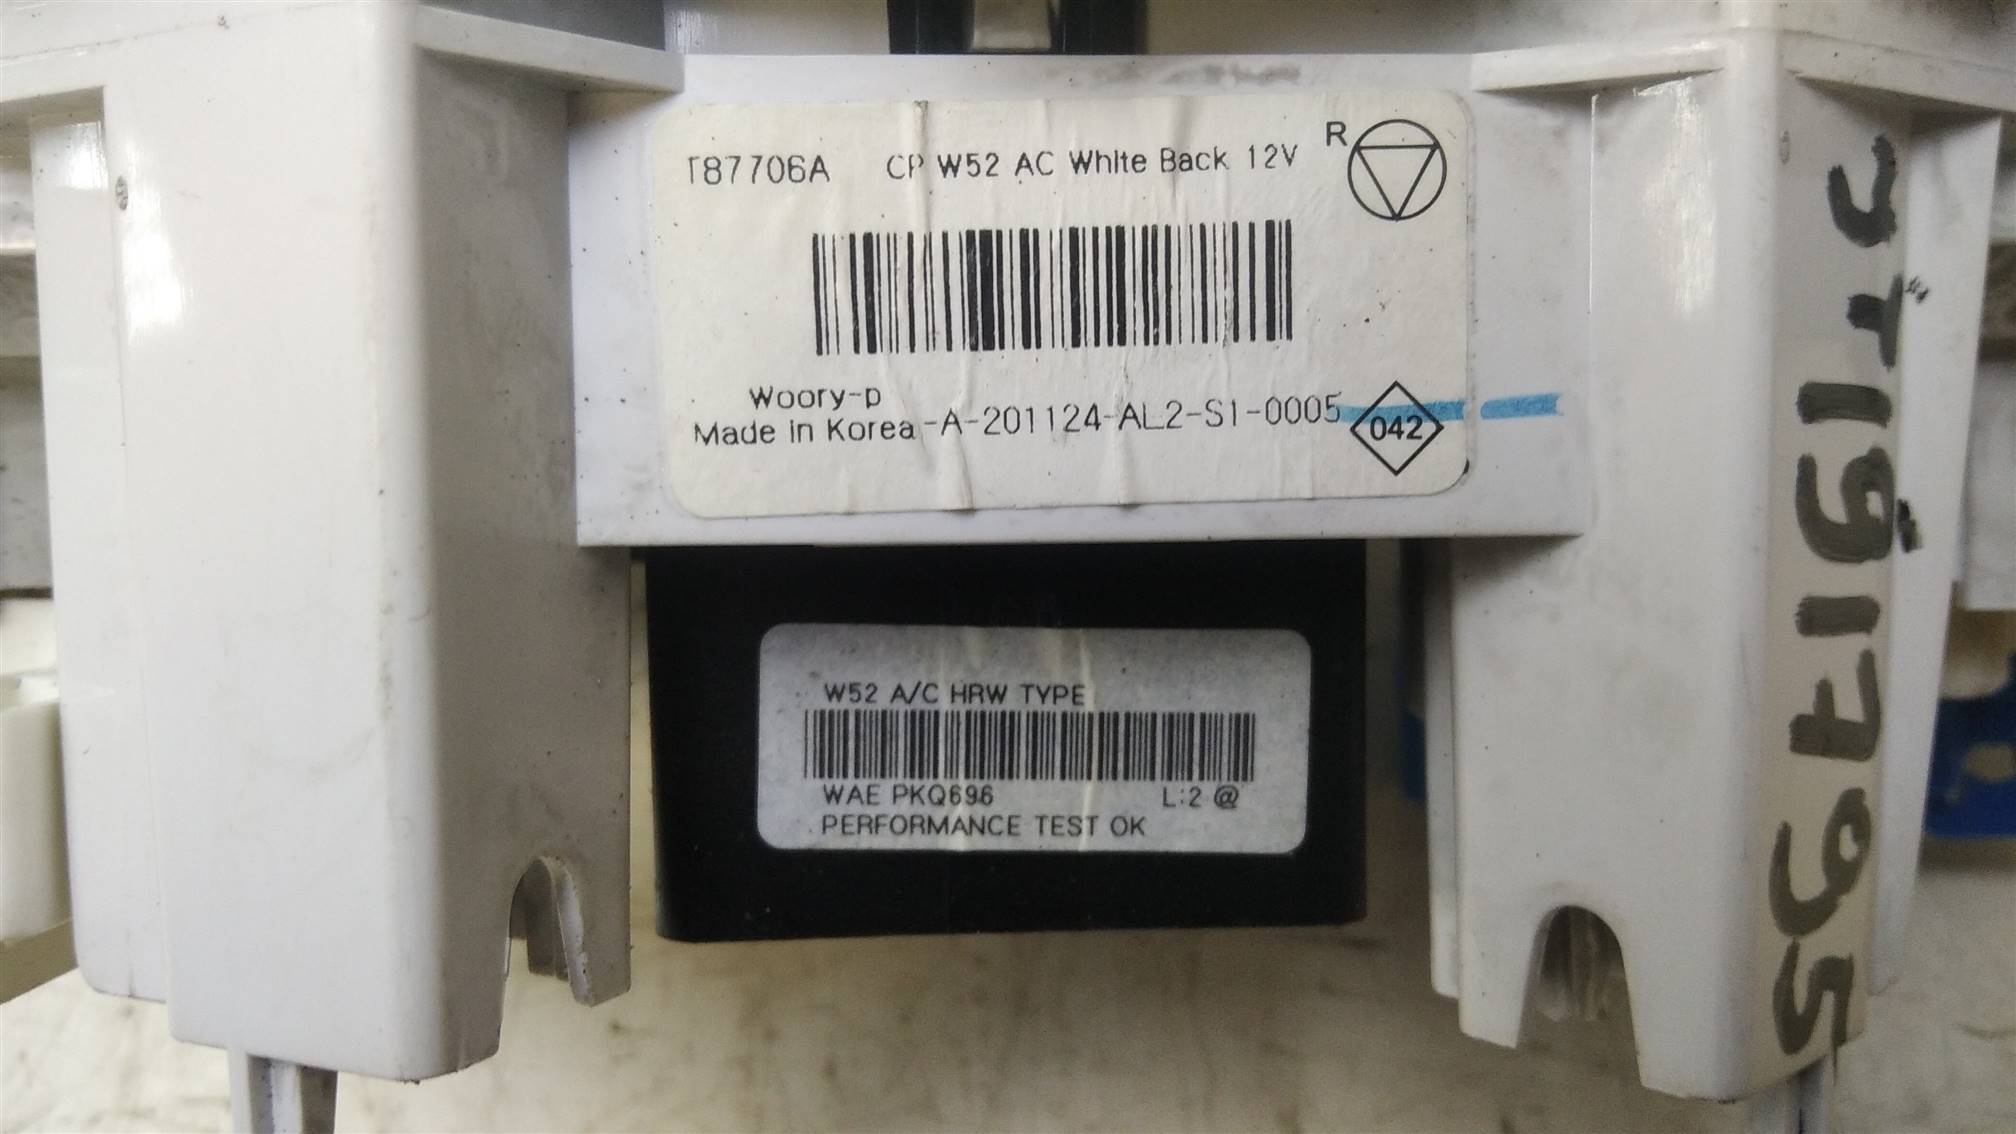 T87706A CP W52 AC White Back 12V R
Woory-p
Made in Korea -A-201124-AL2-S1-0005 042
W52 A/C HRW TYPE
WAE PKQ696 L:2 @
PERFORMANCE TEST OK